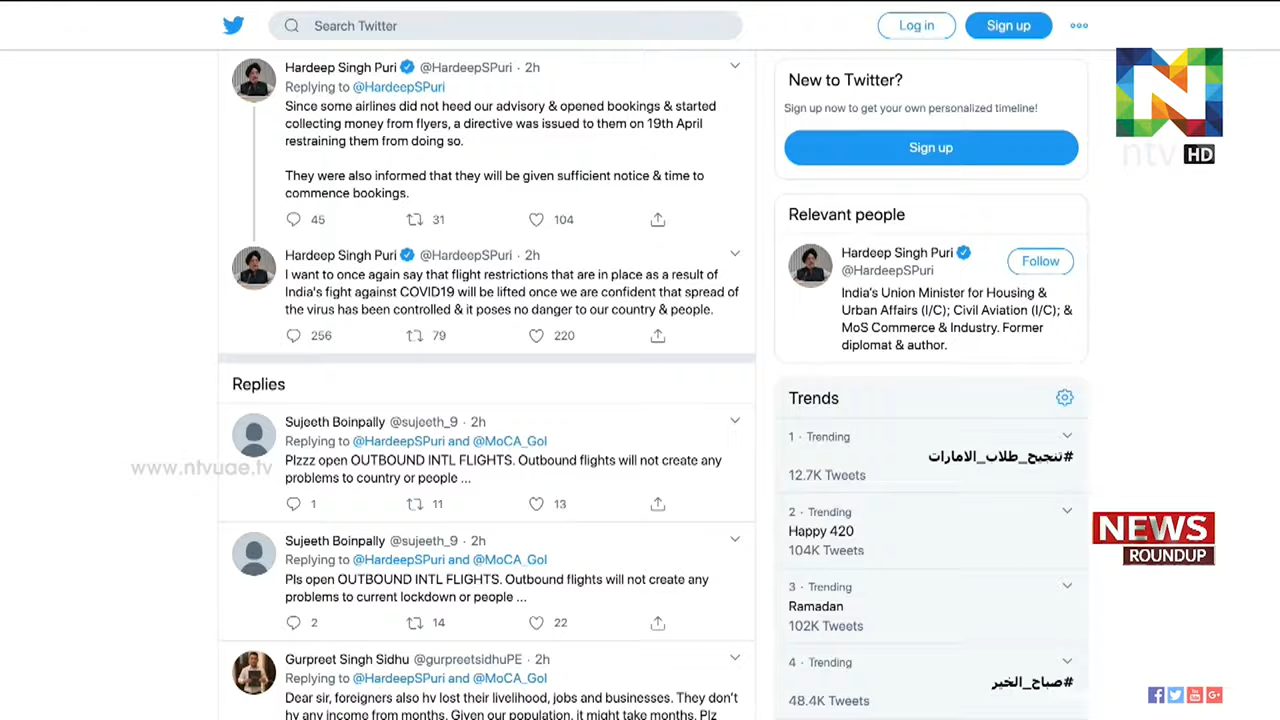 Search Twitter
Log in
Sign up
Hardeep Singh Puri @HardeepSPuri · 2h
Replying to @HardeepSPuri
Since some airlines did not heed our advisory & opened bookings & started
collecting money from flyers, a directive was issued to them on 19th April
restraining them from doing so.
They were also informed that they will be given sufficient notice & time to
commence bookings.
45 31 104
Hardeep Singh Puri @HardeepSPuri · 2h
I want to once again say that flight restrictions that are in place as a result of
India's fight against COVID19 will be lifted once we are confident that spread of
the virus has been controlled & it poses no danger to our country & people.
256 79 220
Replies
Sujeeth Boinpally @sujeeth_9 · 2h
Replying to @HardeepSPuri and @MoCA_GoI
Plzzz open OUTBOUND INTL FLIGHTS. Outbound flights will not create any
problems to country or people ...
1 11 13
Sujeeth Boinpally @sujeeth_9 · 2h
Replying to @HardeepSPuri and @MoCA_GoI
Pls open OUTBOUND INTL FLIGHTS. Outbound flights will not create any
problems to current lockdown or people ...
2 14 22
Gurpreet Singh Sidhu @gurpreetsidhuPE · 2h
Replying to @HardeepSPuri and @MoCA_GoI
Dear sir, foreigners also hv lost their livelihood, jobs and businesses. They don't
hv any income from months. Given our population, it might take months. Plz
New to Twitter?
Sign up now to get your own personalized timeline!
Sign up
Relevant people
Hardeep Singh Puri
@HardeepSPuri
Follow
India's Union Minister for Housing &
Urban Affairs (I/C); Civil Aviation (I/C); &
MoS Commerce & Industry. Former
diplomat & author.
Trends
1 · Trending
#تنجيح_طلاب_الامارات
12.7K Tweets
2 · Trending
Happy 420
104K Tweets
3 · Trending
Ramadan
102K Tweets
4 · Trending
#صباح_الخير
48.4K Tweets
N
ntv HD
www.ntvuae.tv
NEWS
ROUNDUP